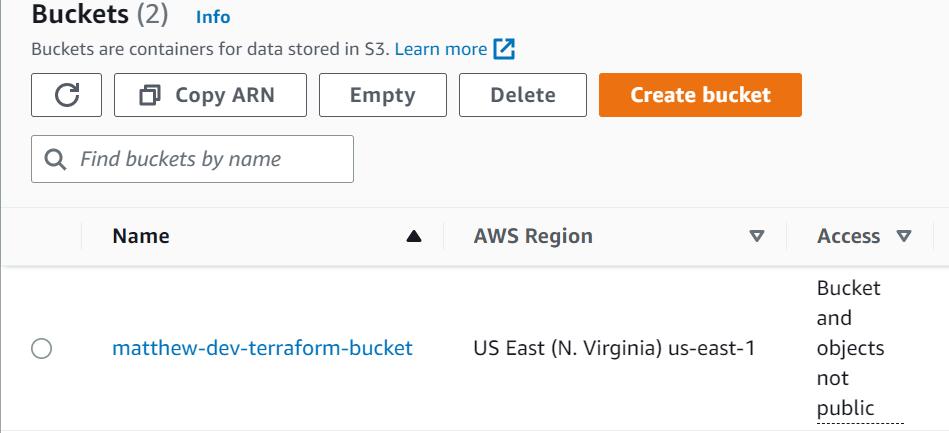 Buckets (2) Info
Buckets are containers for data stored in S3. Learn more
Copy ARN Empty Delete Create bucket
Find buckets by name
Name AWS Region Access
Bucket
and
matthew-dev-terraform-bucket US East (N. Virginia) us-east-1 objects
not
public